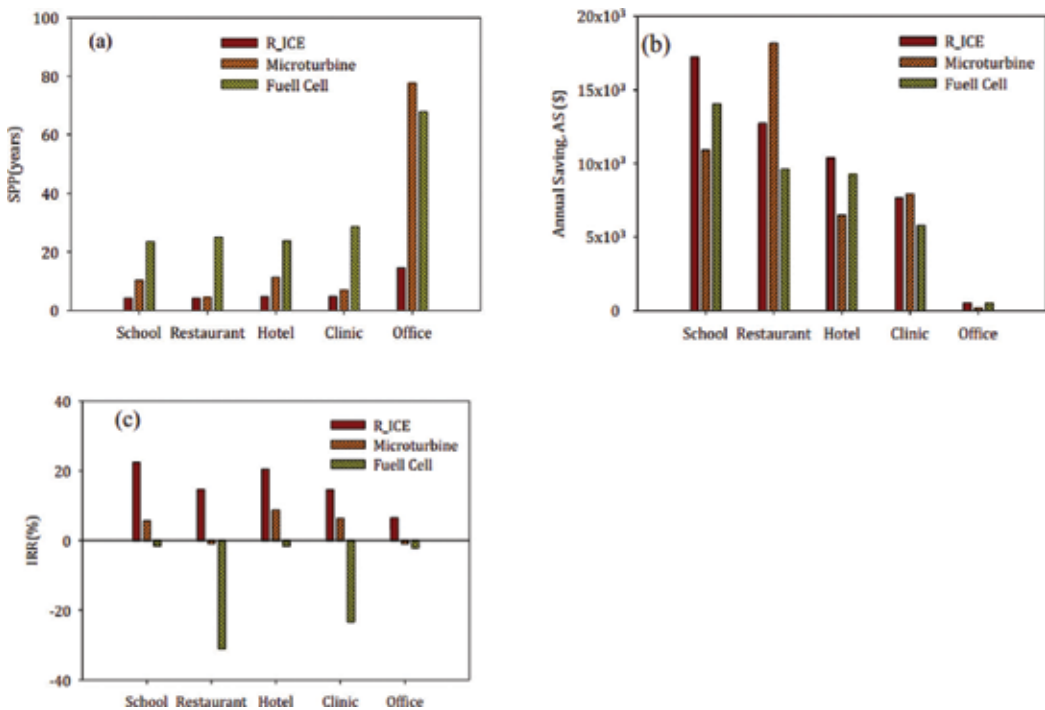 (a)
R_ICE
Microturbine
Fuell Cell
100
80
60
40
20
0
SPP(years)
School Restaurant Hotel Clinic Office
(b)
R_ICE
Microturbine
Fuell Cell
20x10³
15x10³
10x10³
5x10³
0
Annual Saving, AS ($)
School Restaurant Hotel Clinic Office
(c)
R_ICE
Microturbine
Fuell Cell
40
20
0
-20
-40
IRR(%)
School Restaurant Hotel Clinic Office